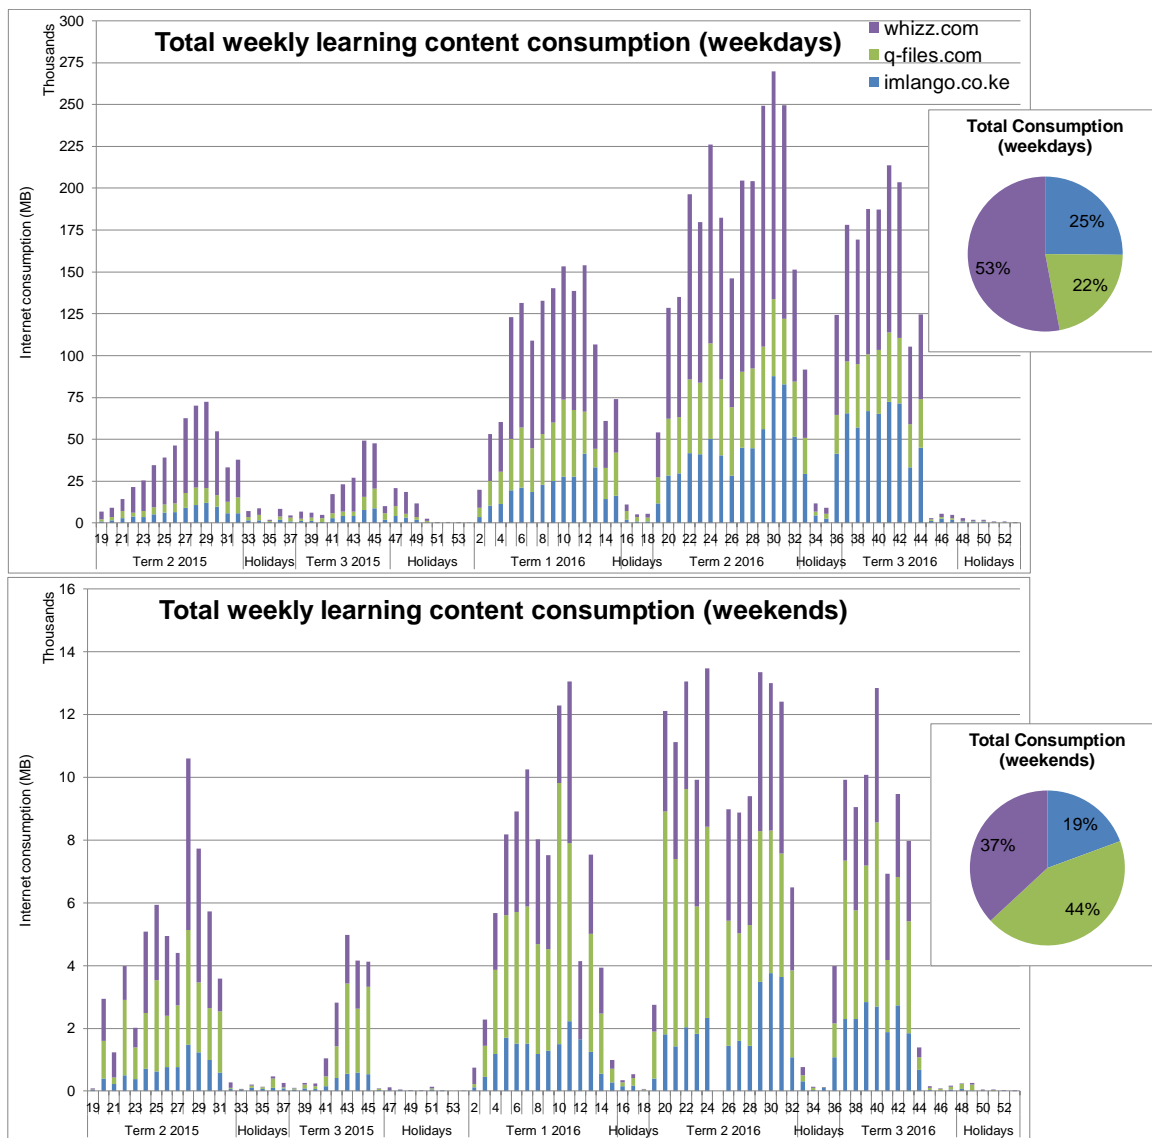 Total weekly learning content consumption (weekdays)
whizz.com
q-files.com
imlango.co.ke
Thousands
Internet consumption (MB)
300
275
250
225
200
175
150
125
100
75
50
25
0
19 21 23 25 27 29 31 33 35 37 39 41 43 45 47 49 51 53 2 4 6 8 10 12 14 16 18 20 22 24 26 28 30 32 34 36 38 40 42 44 46 48 50 52
Term 2 2015 Holidays Term 3 2015 Holidays Term 1 2016 Holidays Term 2 2016 Holidays Term 3 2016 Holidays
Total Consumption
(weekdays)
25%
53%
22%
Total weekly learning content consumption (weekends)
Thousands
Internet consumption (MB)
16
14
12
10
8
6
4
2
0
19 21 23 25 27 29 31 33 35 37 39 41 43 45 47 49 51 53 2 4 6 8 10 12 14 16 18 20 22 24 26 28 30 32 34 36 38 40 42 44 46 48 50 52
Term 2 2015 Holidays Term 3 2015 Holidays Term 1 2016 Holidays Term 2 2016 Holidays Term 3 2016 Holidays
Total Consumption
(weekends)
19%
37%
44%